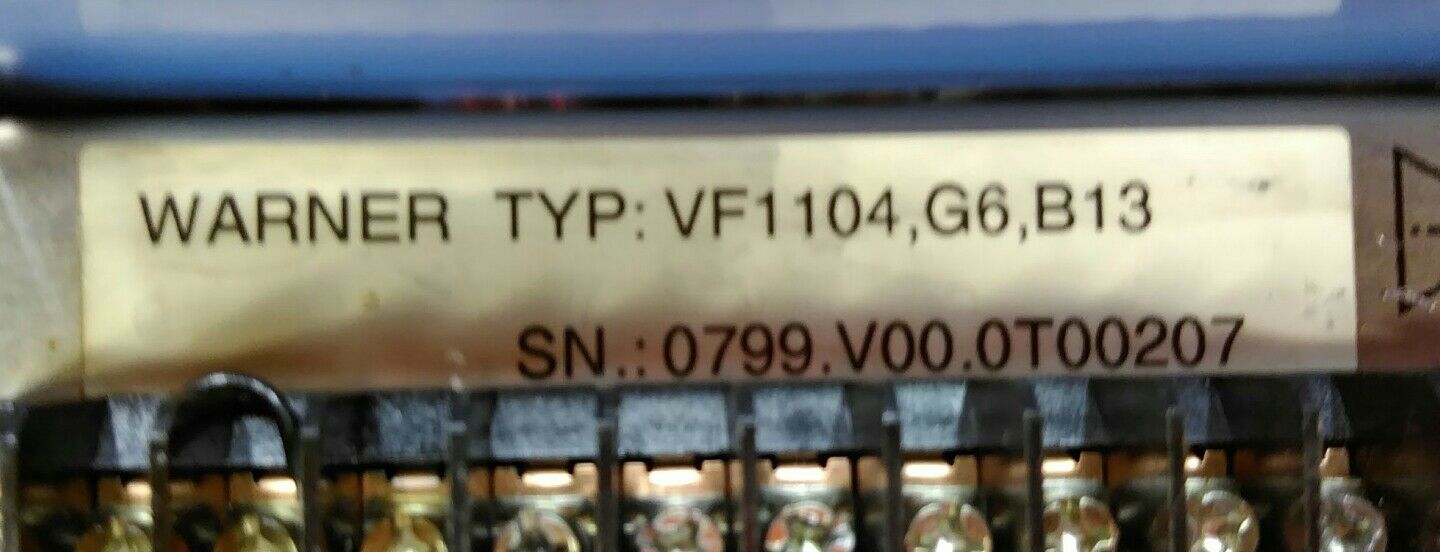 WARNER TYP: VF1104,G6,B13
SN.: 0799.V00.0T00207